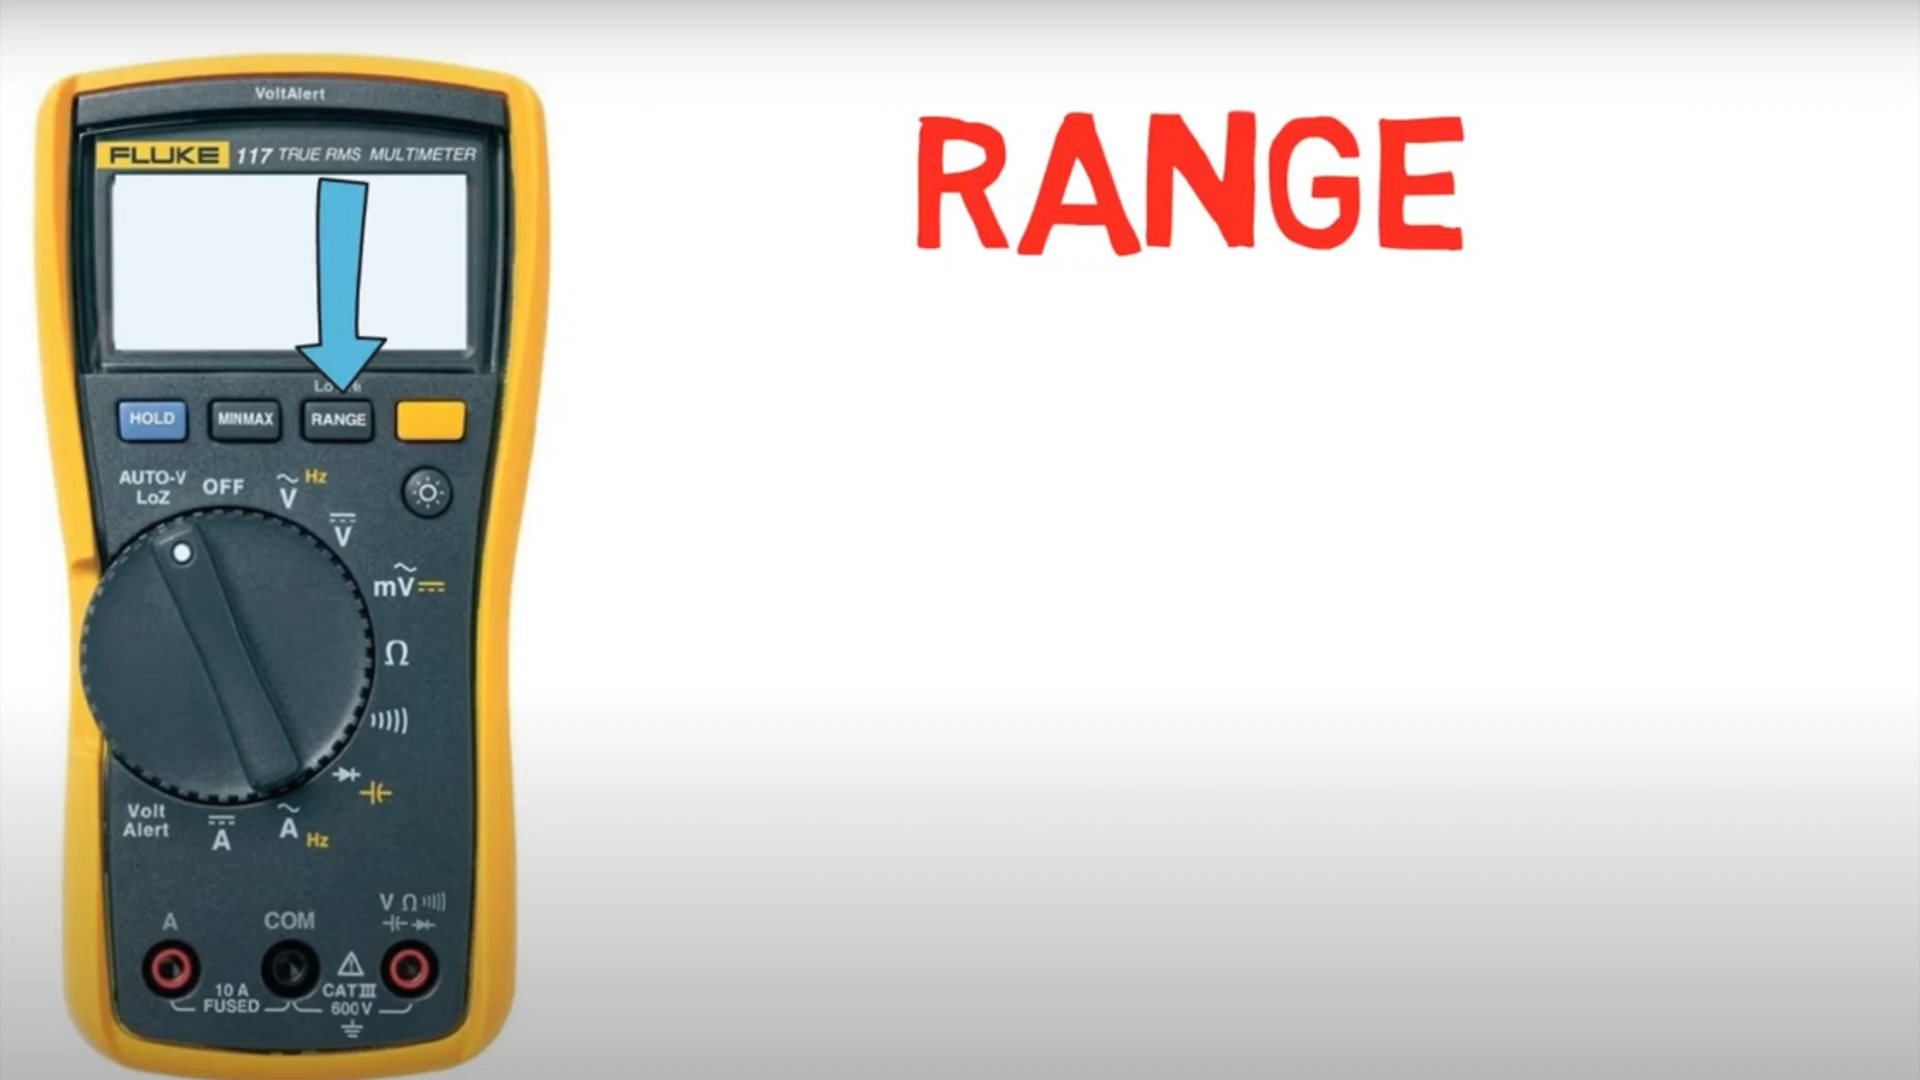 VoltAlert
FLUKE 117 TRUE RMS MULTIMETER
RANGE
HOLD MINMAX RANGE
AUTO-V
LoZ
OFF
Ṽ Hz
V
mV
Ω
Volt
Alert
A
A Hz
A COM V Ω
10 A
FUSED
CAT III
600V